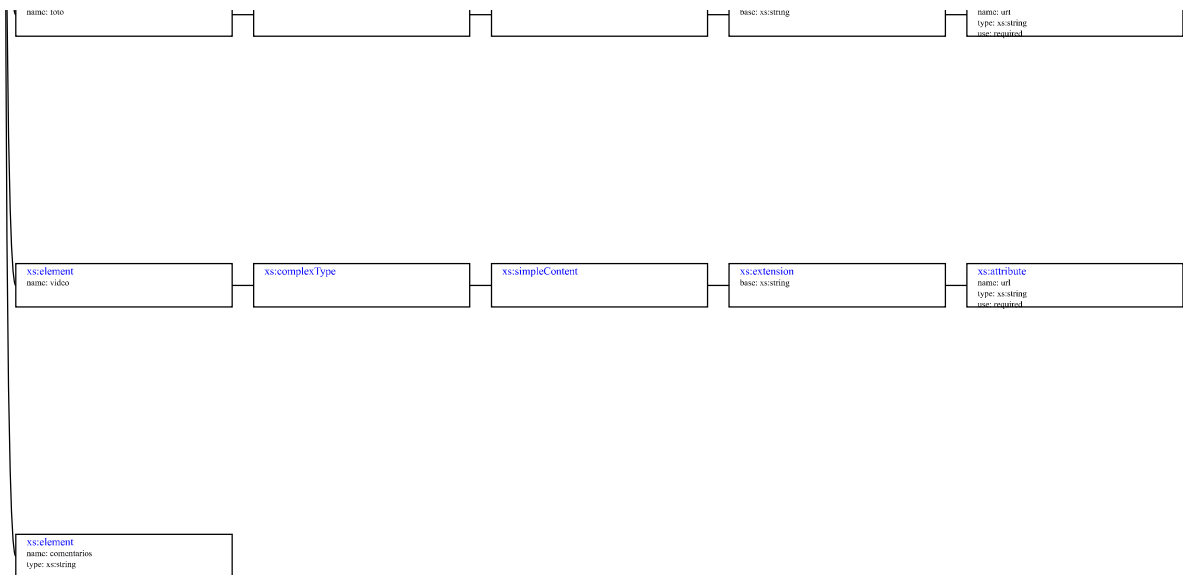 name: foto
base: xs:string
name: url
type: xs:string
use: required
xs:element
name: video
xs:complexType
xs:simpleContent
xs:extension
base: xs:string
xs:attribute
name: url
type: xs:string
use: required
xs:element
name: comentarios
type: xs:string